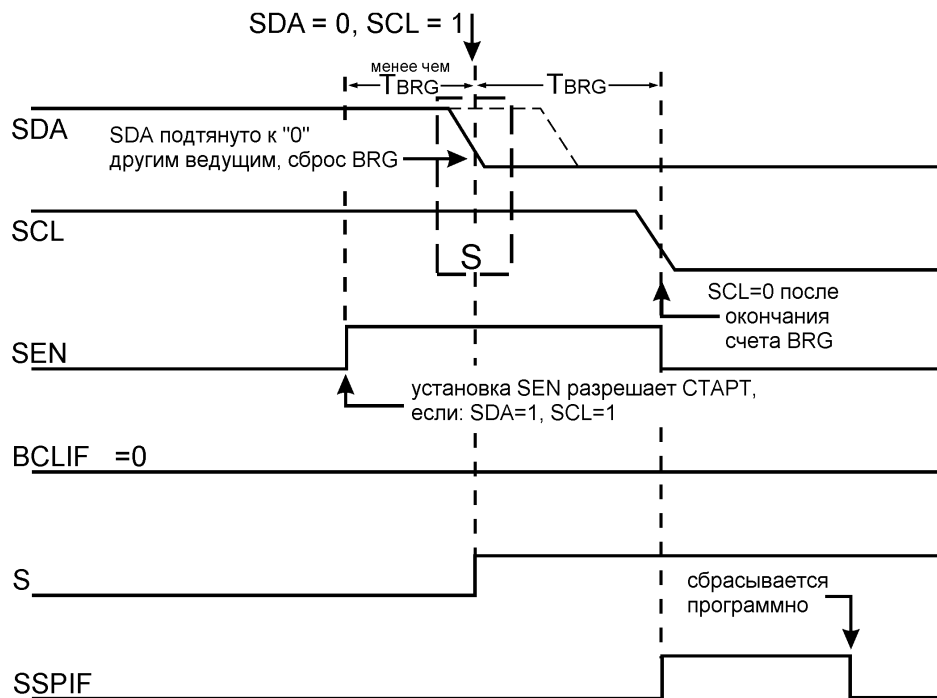 SDA = 0, SCL = 1
менее чем
TBRG
TBRG
SDA
SDA подтянуто к "0"
другим ведущим, сброс BRG
SCL
S
SCL=0 после
окончания
счета BRG
SEN
установка SEN разрешает СТАРТ,
если: SDA=1, SCL=1
BCLIF =0
S
сбрасывается
программно
SSPIF